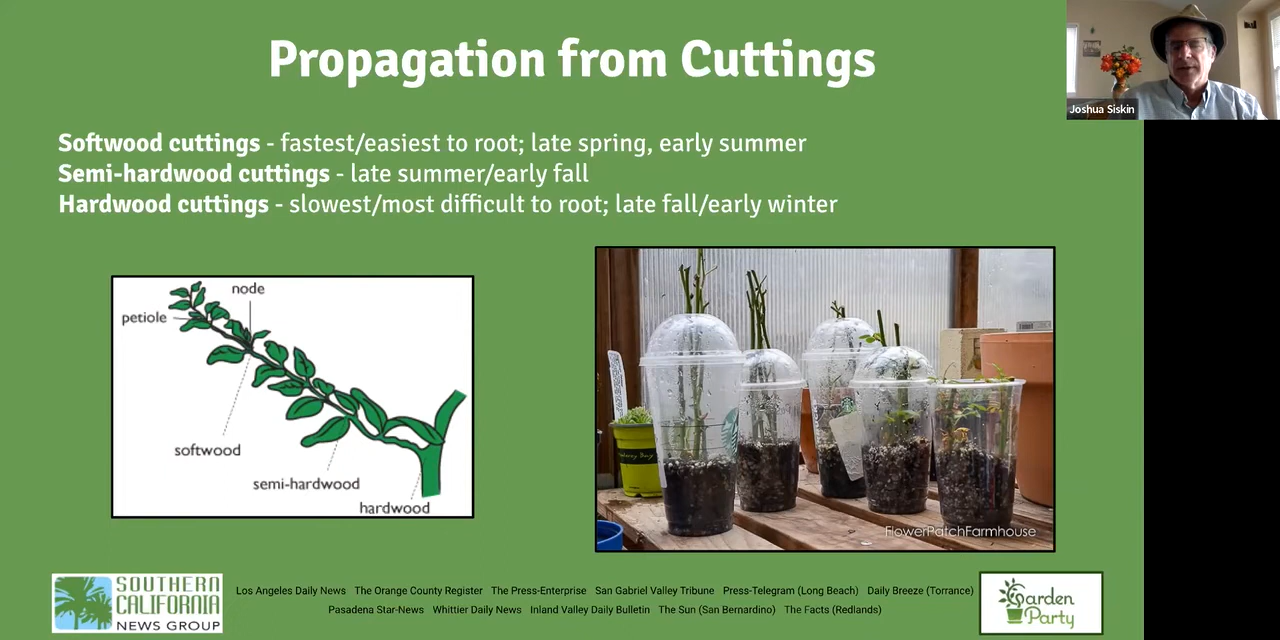 Propagation from Cuttings
Joshua Siskin
Softwood cuttings - fastest/easiest to root; late spring, early summer
Semi-hardwood cuttings - late summer/early fall
Hardwood cuttings - slowest/most difficult to root; late fall/early winter
node
petiole
softwood
semi-hardwood
hardwood
FlowerPatchFarmhouse
SOUTHERN
CALIFORNIA
NEWS GROUP
Los Angeles Daily News The Orange County Register The Press-Enterprise San Gabriel Valley Tribune Press-Telegram (Long Beach) Daily Breeze (Torrance)
Pasadena Star-News Whittier Daily News Inland Valley Daily Bulletin The Sun (San Bernardino) The Facts (Redlands)
Garden
Party